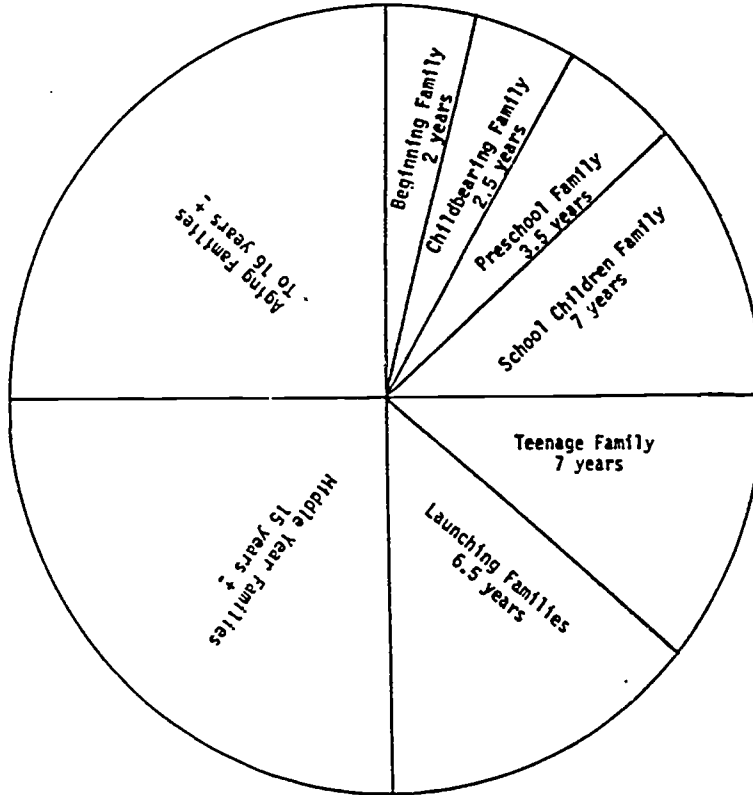 Beginning Family
2 years
Childbearing Family
2.5 years
Preschool Family
3.5 years
School Children Family
7 years
Teenage Family
7 years
Launching Families
6.5 years
Middle Year Families
15 years +-
Aging Families
To 16 years +-